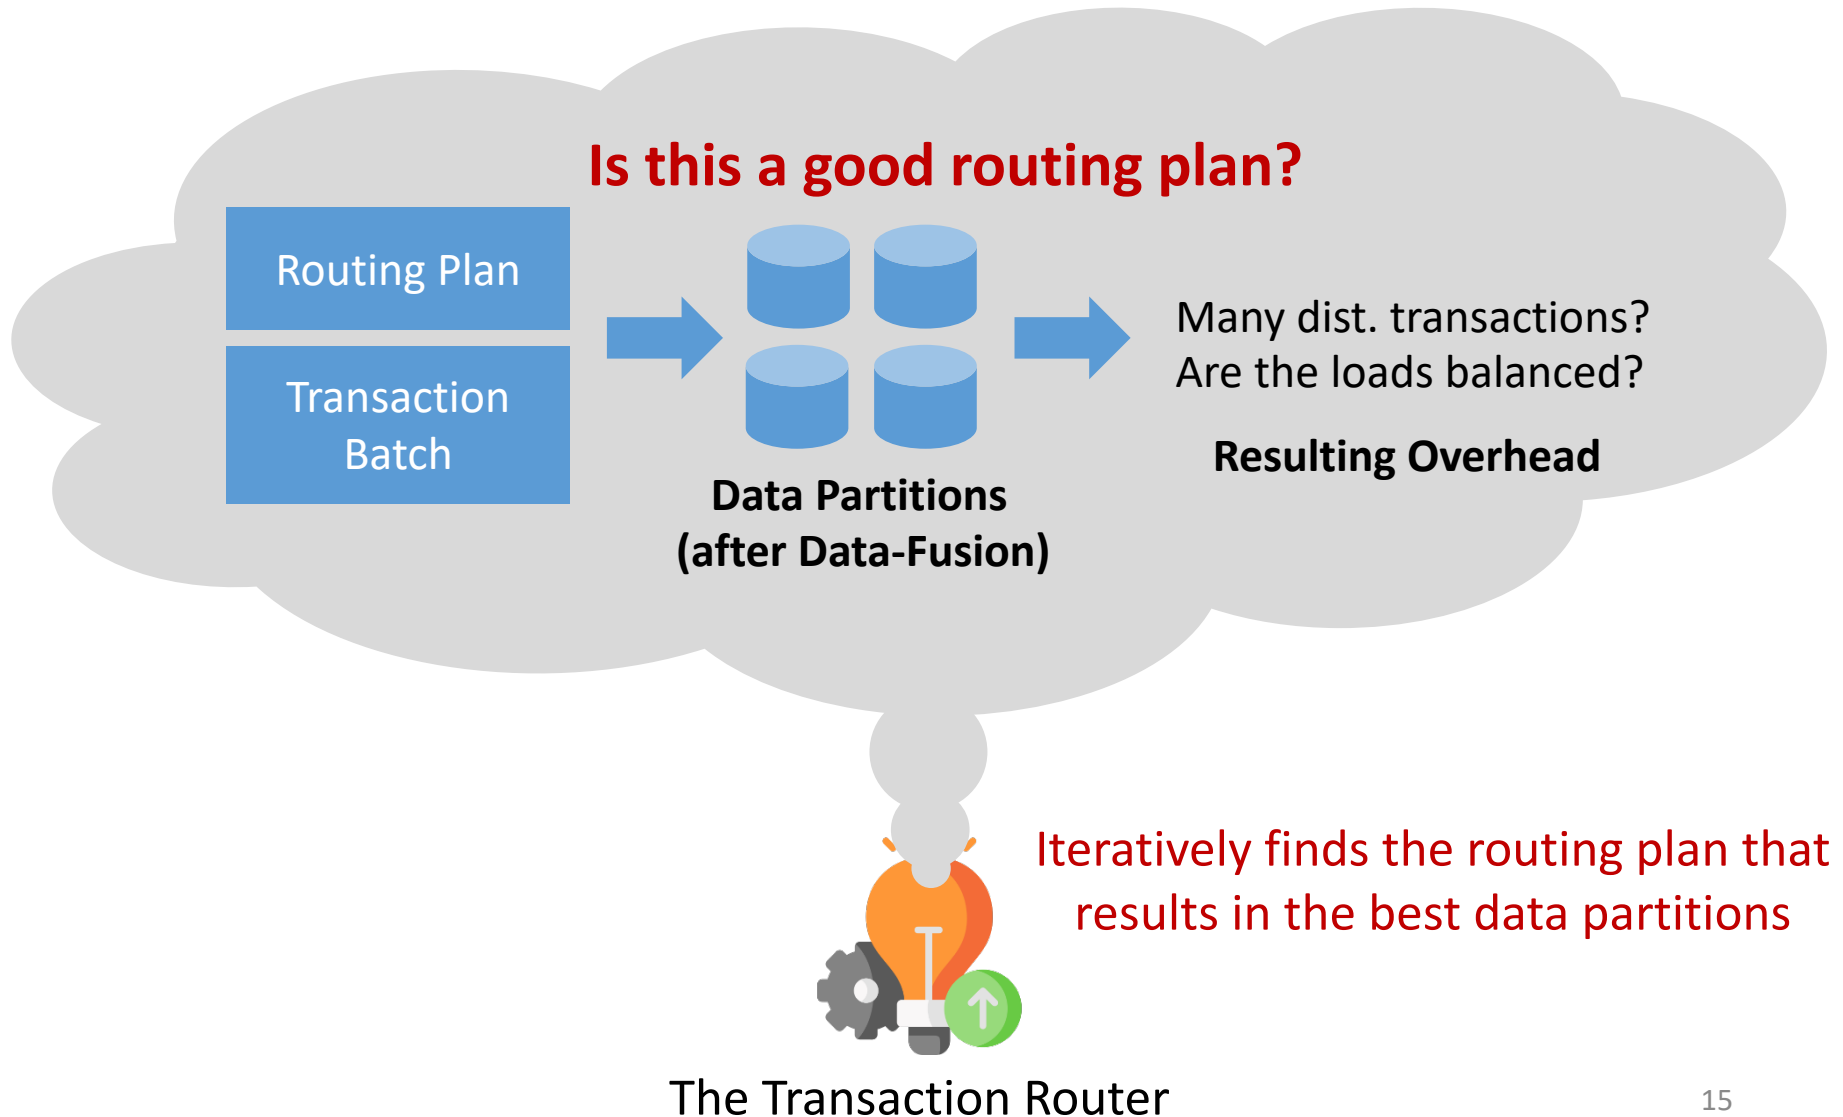 Is this a good routing plan?
Routing Plan
Transaction
Batch
Data Partitions
(after Data-Fusion)
Many dist. transactions?
Are the loads balanced?
Resulting Overhead
Iteratively finds the routing plan that
results in the best data partitions
The Transaction Router
15